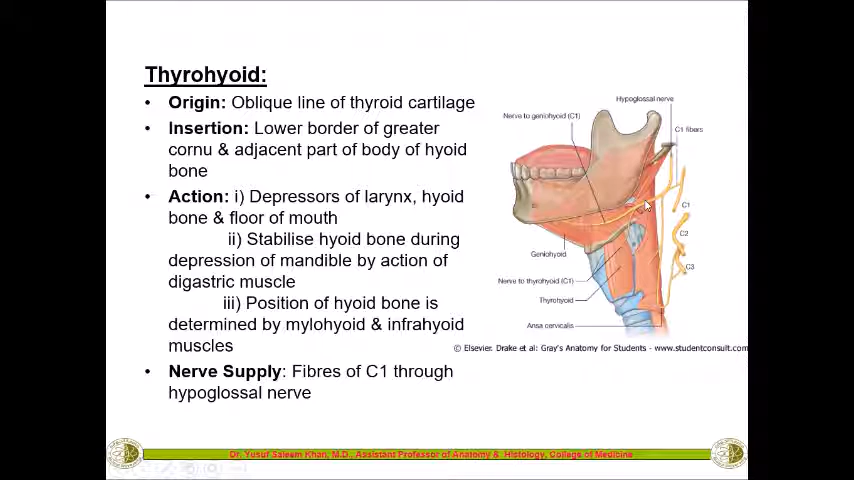 Thyrohyoid:
• Origin: Oblique line of thyroid cartilage
• Insertion: Lower border of greater
cornu & adjacent part of body of hyoid
bone
• Action: i) Depressors of larynx, hyoid
bone & floor of mouth
ii) Stabilise hyoid bone during
depression of mandible by action of
digastric muscle
iii) Position of hyoid bone is
determined by mylohyoid & infrahyoid
muscles
• Nerve Supply: Fibres of C1 through
hypoglossal nerve
Hypoglossal nerve
Nerve to geniohyoid (C1)
C1 fibers
C1
C2
Geniohyoid
C3
Nerve to thyrohyoid (C1)
Thyrohyoid
Ansa cervicalis
© Elsevier. Drake et al: Gray's Anatomy for Students - www.studentconsult.com
Dr. Yusuf Saleem Khan, M.D., Assistant Professor of Anatomy & Histology, College of Medicine